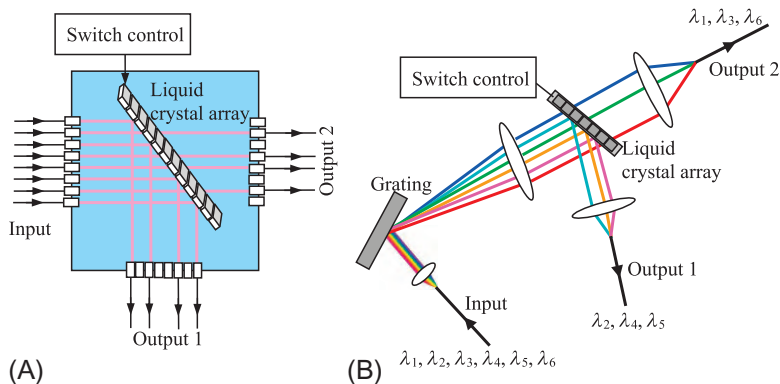 Switch control
Liquid
crystal array
Input
Output 2
Output 1
(A)
λ1, λ3, λ6
Output 2
Switch control
Liquid
crystal array
Grating
Output 1
Input
λ2, λ4, λ5
λ1, λ2, λ3, λ4, λ5, λ6
(B)